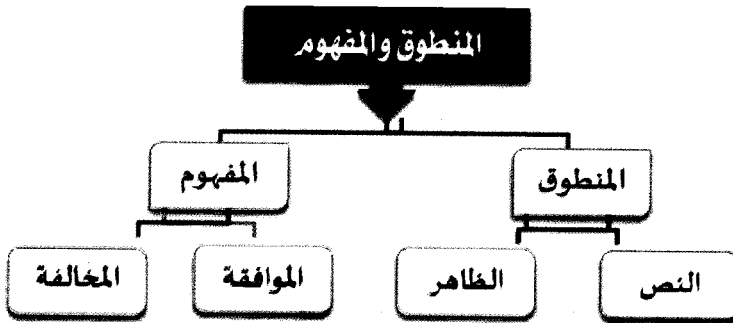 المنطوق والمفهوم
المنطوق
المفهوم
النص
الظاهر
الموافقة
المخالفة